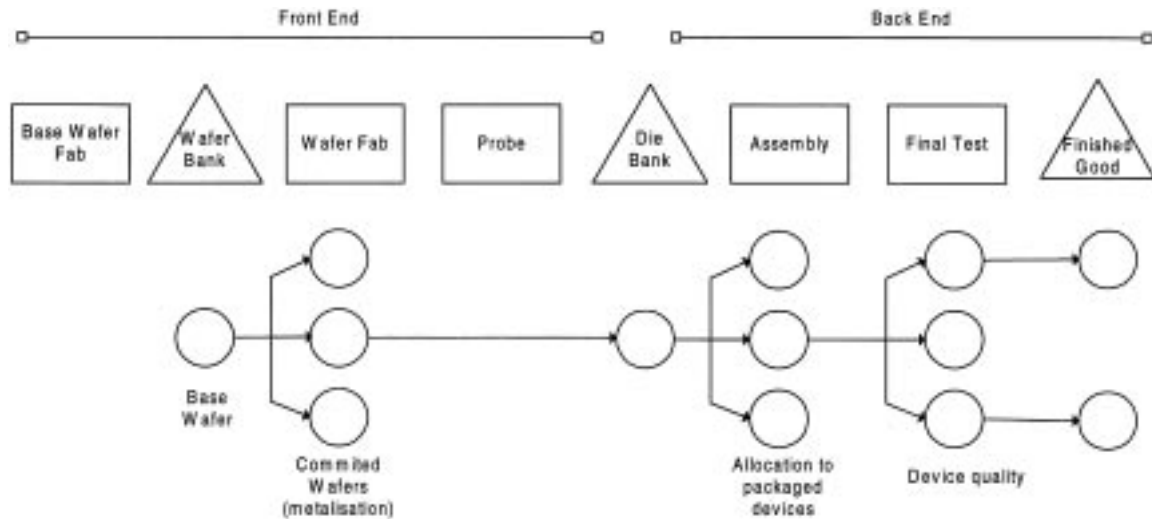 Front End
Back End
Base Wafer
Fab
Wafer
Bank
Wafer Fab
Probe
Die
Bank
Assembly
Final Test
Finished
Good
Base
Wafer
Commited
Wafers
(metalisation)
Allocation to
packaged
devices
Device quality